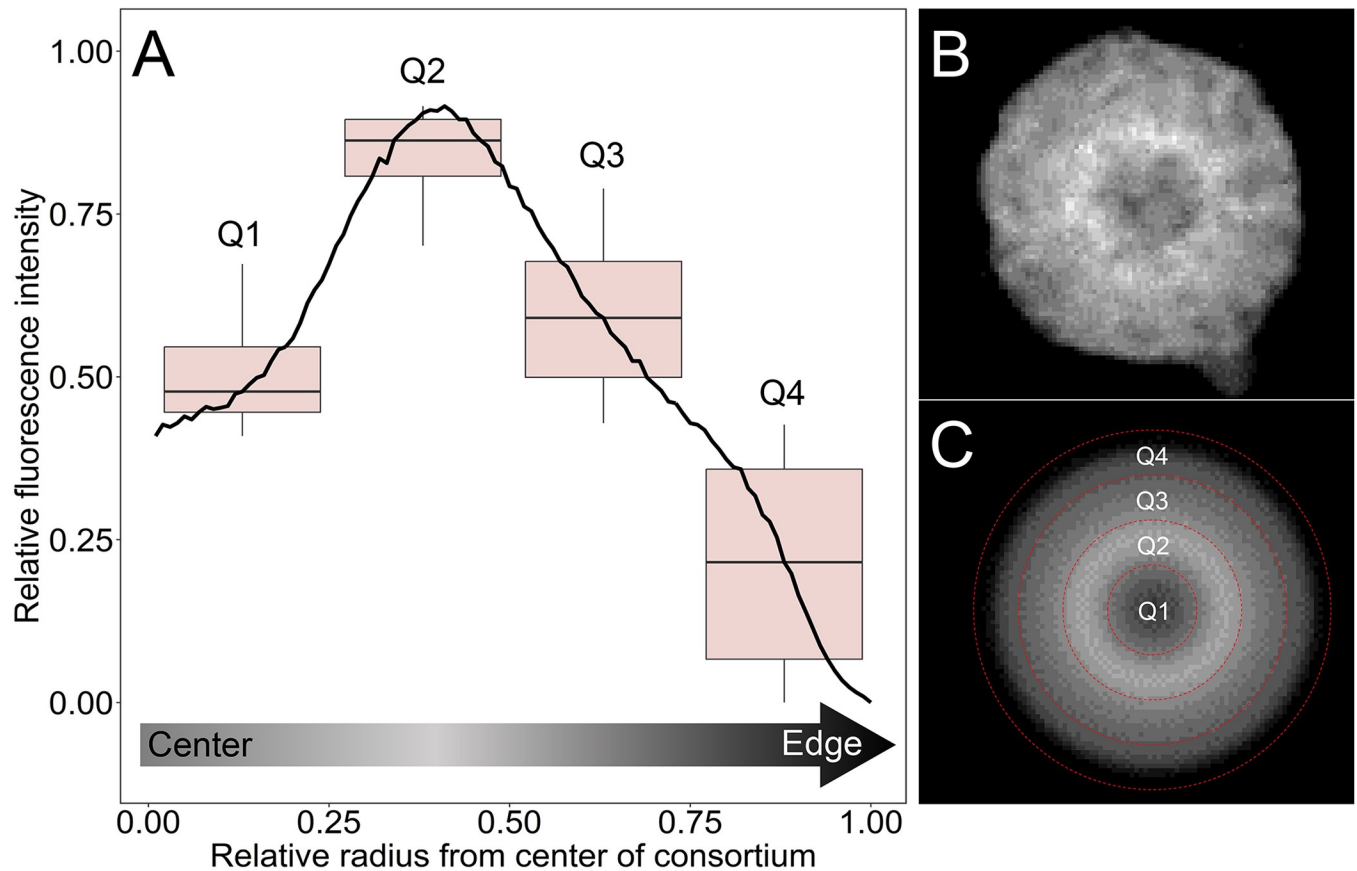 A
1.00
0.75
0.50
0.25
0.00
Relative fluorescence intensity
Q1
Q2
Q3
Q4
Center
Edge
0.00
0.25
0.50
0.75
1.00
Relative radius from center of consortium
B
C
Q4
Q3
Q2
Q1